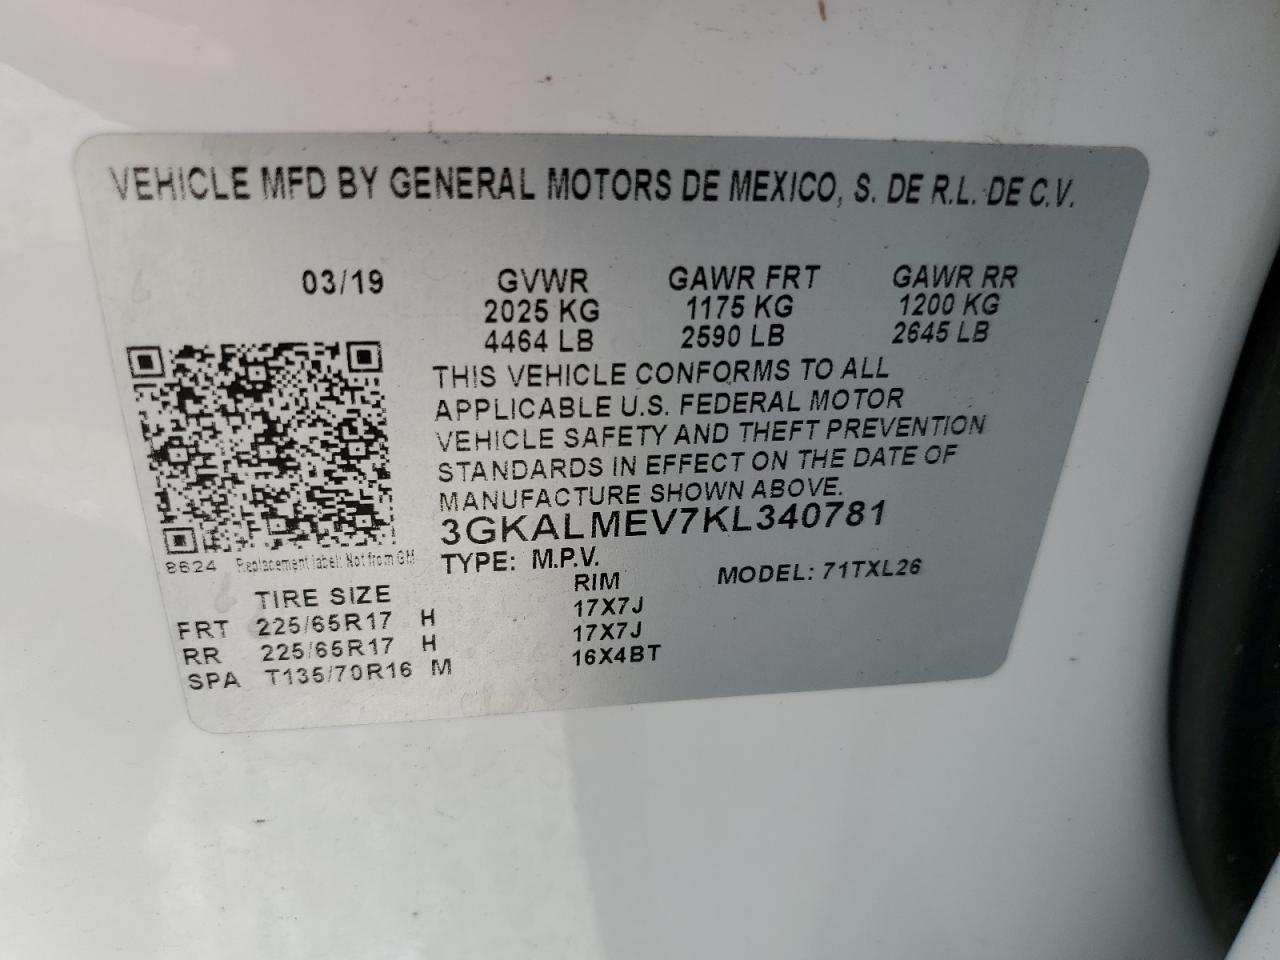 VEHICLE MFD BY GENERAL MOTORS DE MEXICO, S. DE R.L. DE C.V.
03/19 GVWR GAWR FRT GAWR RR
2025 KG 1175 KG 1200 KG
4464 LB 2590 LB 2645 LB
THIS VEHICLE CONFORMS TO ALL
APPLICABLE U.S. FEDERAL MOTOR
VEHICLE SAFETY AND THEFT PREVENTION
STANDARDS IN EFFECT ON THE DATE OF
MANUFACTURE SHOWN ABOVE.
3GKALMEV7KL340781
8624 Replacement label: Not from GM
TYPE: M.P.V. MODEL: 71TXL26
TIRE SIZE RIM
FRT 225/65R17 H 17X7J
RR 225/65R17 H 17X7J
SPA T135/70R16 M 16X4BT